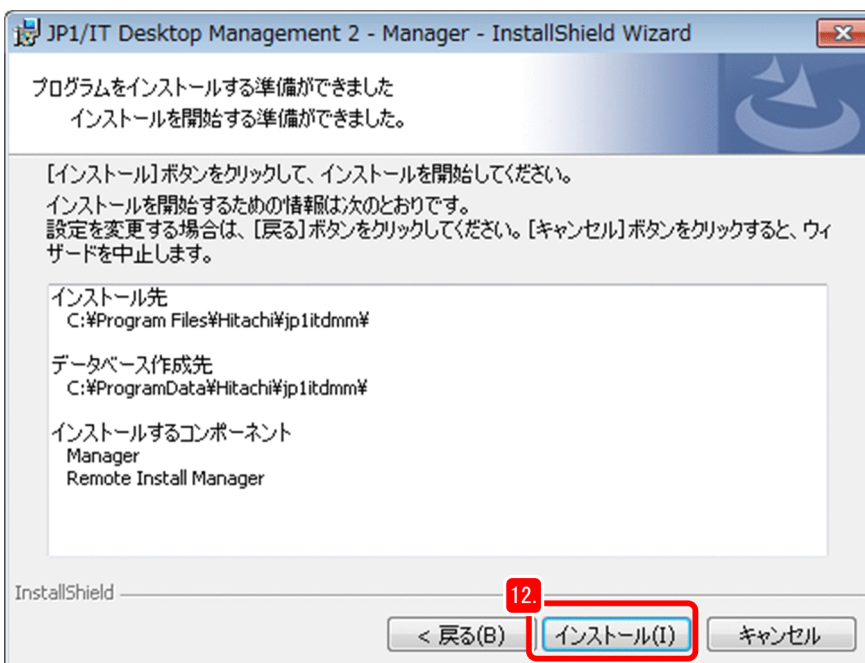 JP1/IT Desktop Management 2 - Manager - InstallShield Wizard
プログラムをインストールする準備ができました
インストールを開始する準備ができました。
[インストール]ボタンをクリックして、インストールを開始してください。
インストールを開始するための情報は次のとおりです。
設定を変更する場合は、[戻る]ボタンをクリックしてください。[キャンセル]ボタンをクリックすると、ウィ
ザードを中止します。
インストール先
C:¥Program Files¥Hitachi¥jp1itdmm¥
データベース作成先
C:¥ProgramData¥Hitachi¥jp1itdmm¥
インストールするコンポーネント
Manager
Remote Install Manager
InstallShield
12.
< 戻る(B) インストール(I) キャンセル